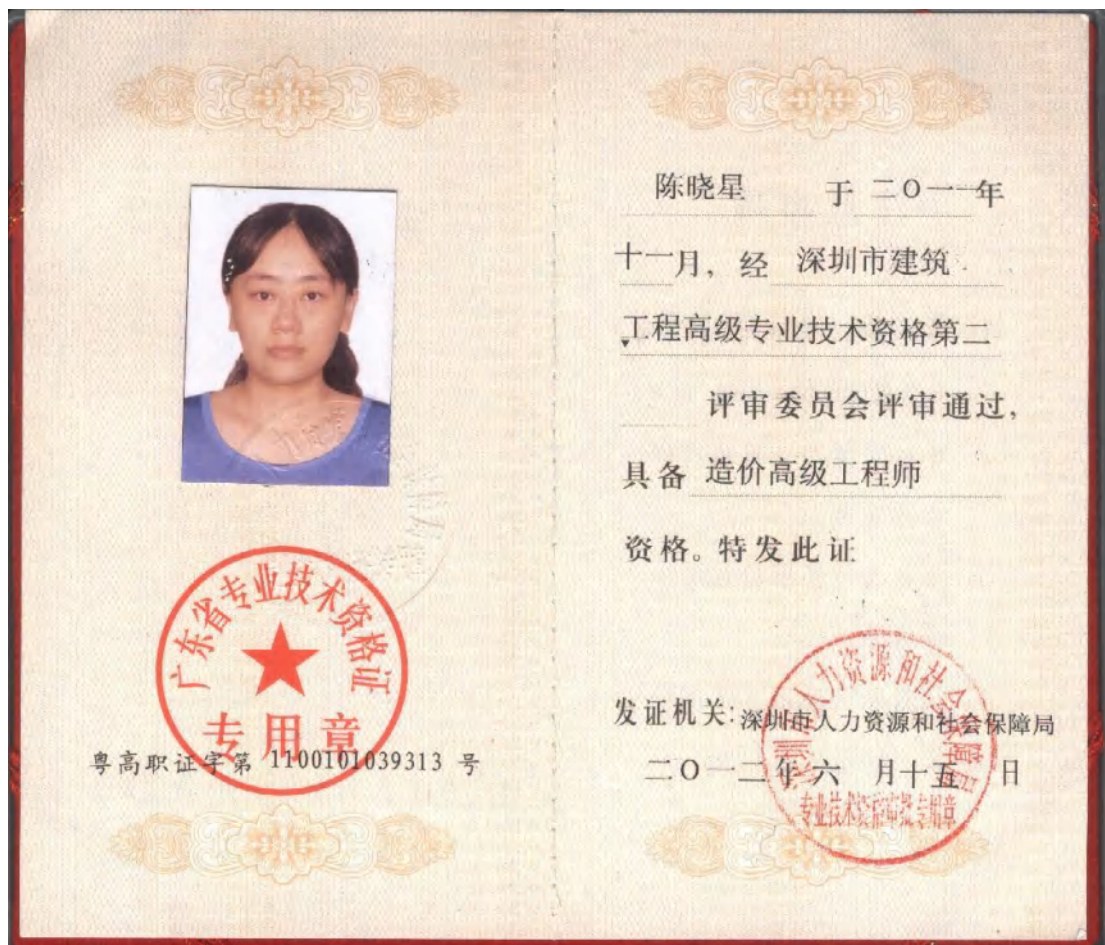 广东省专业技术资格证
专用章
粤高职证字第 1100101039313 号
陈晓星 于 二〇一一年
十一月，经 深圳市建筑
工程高级专业技术资格第二
评审委员会评审通过，
具备 造价高级工程师
资格。特发此证
发证机关：深圳市人力资源和社会保障局
二〇一二年 六 月十五 日
深圳市人力资源和社会保障局
专业技术资格审批专用章